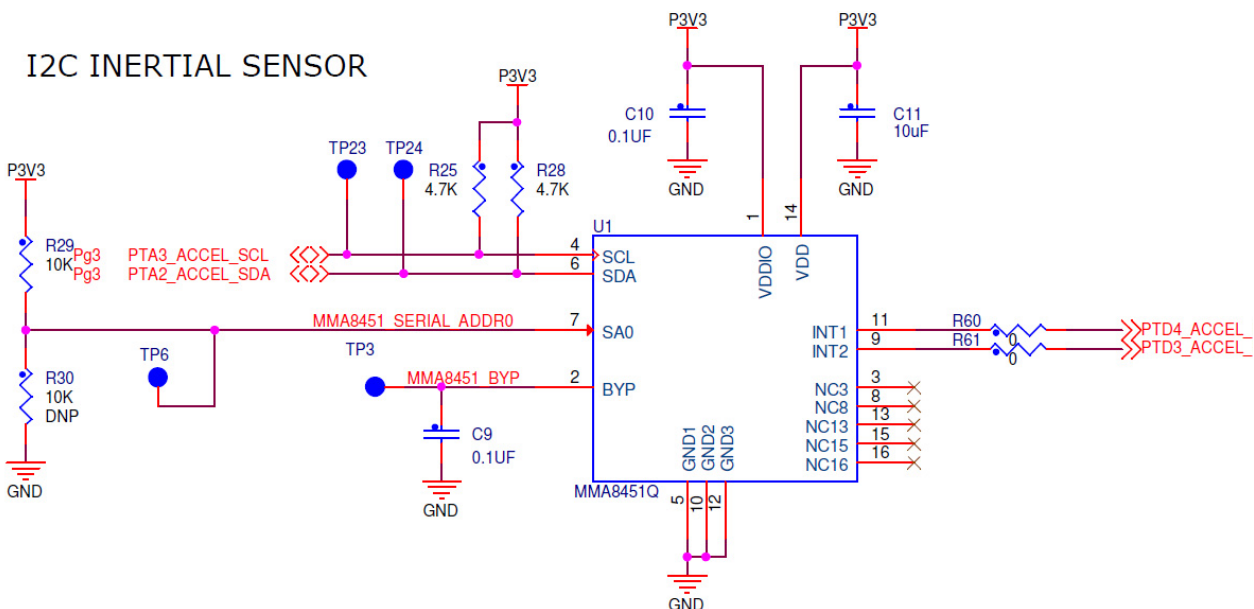 I2C INERTIAL SENSOR
P3V3
P3V3
P3V3
P3V3
C10
0.1UF
C11
10uF
GND
GND
TP23
TP24
R25
4.7K
R28
4.7K
R29
10K
Pg3 PTA3_ACCEL_SCL
Pg3 PTA2_ACCEL_SDA
U1
4
6
SCL
SDA
1
14
VDDIO
VDD
MMA8451_SERIAL_ADDR0
7
SA0
TP6
TP3
MMA8451_BYP
2
BYP
R30
10K
DNP
GND
C9
0.1UF
GND
INT1
11
R60
0
PTD4_ACCEL_
INT2
9
R61
0
PTD3_ACCEL_
NC3
3
NC8
8
NC13
13
NC15
15
NC16
16
GND1
GND2
GND3
MMA8451Q
5
10
12
GND